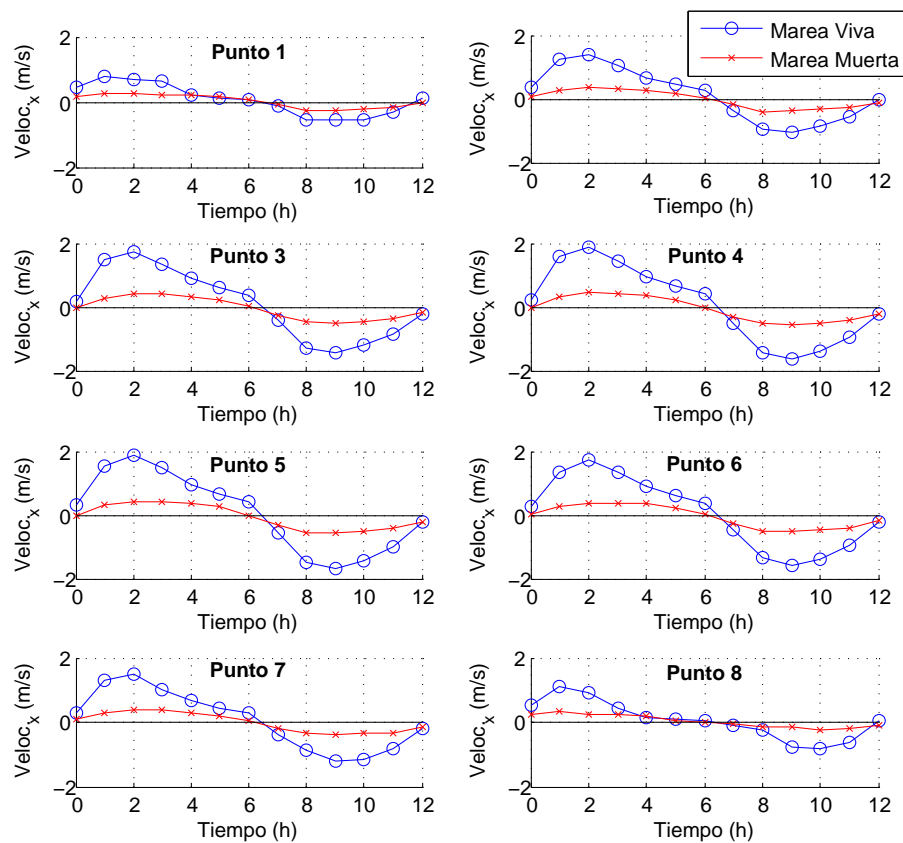 Marea Viva
Marea Muerta
Punto 1
2
0
−2
Veloc_x (m/s)
0 2 4 6 8 10 12
Tiempo (h)
2
0
−2
Veloc_x (m/s)
0 2 4 6 8 10 12
Tiempo (h)
Punto 3
2
0
−2
Veloc_x (m/s)
0 2 4 6 8 10 12
Tiempo (h)
Punto 4
2
0
−2
Veloc_x (m/s)
0 2 4 6 8 10 12
Tiempo (h)
Punto 5
2
0
−2
Veloc_x (m/s)
0 2 4 6 8 10 12
Tiempo (h)
Punto 6
2
0
−2
Veloc_x (m/s)
0 2 4 6 8 10 12
Tiempo (h)
Punto 7
2
0
−2
Veloc_x (m/s)
0 2 4 6 8 10 12
Tiempo (h)
Punto 8
2
0
−2
Veloc_x (m/s)
0 2 4 6 8 10 12
Tiempo (h)